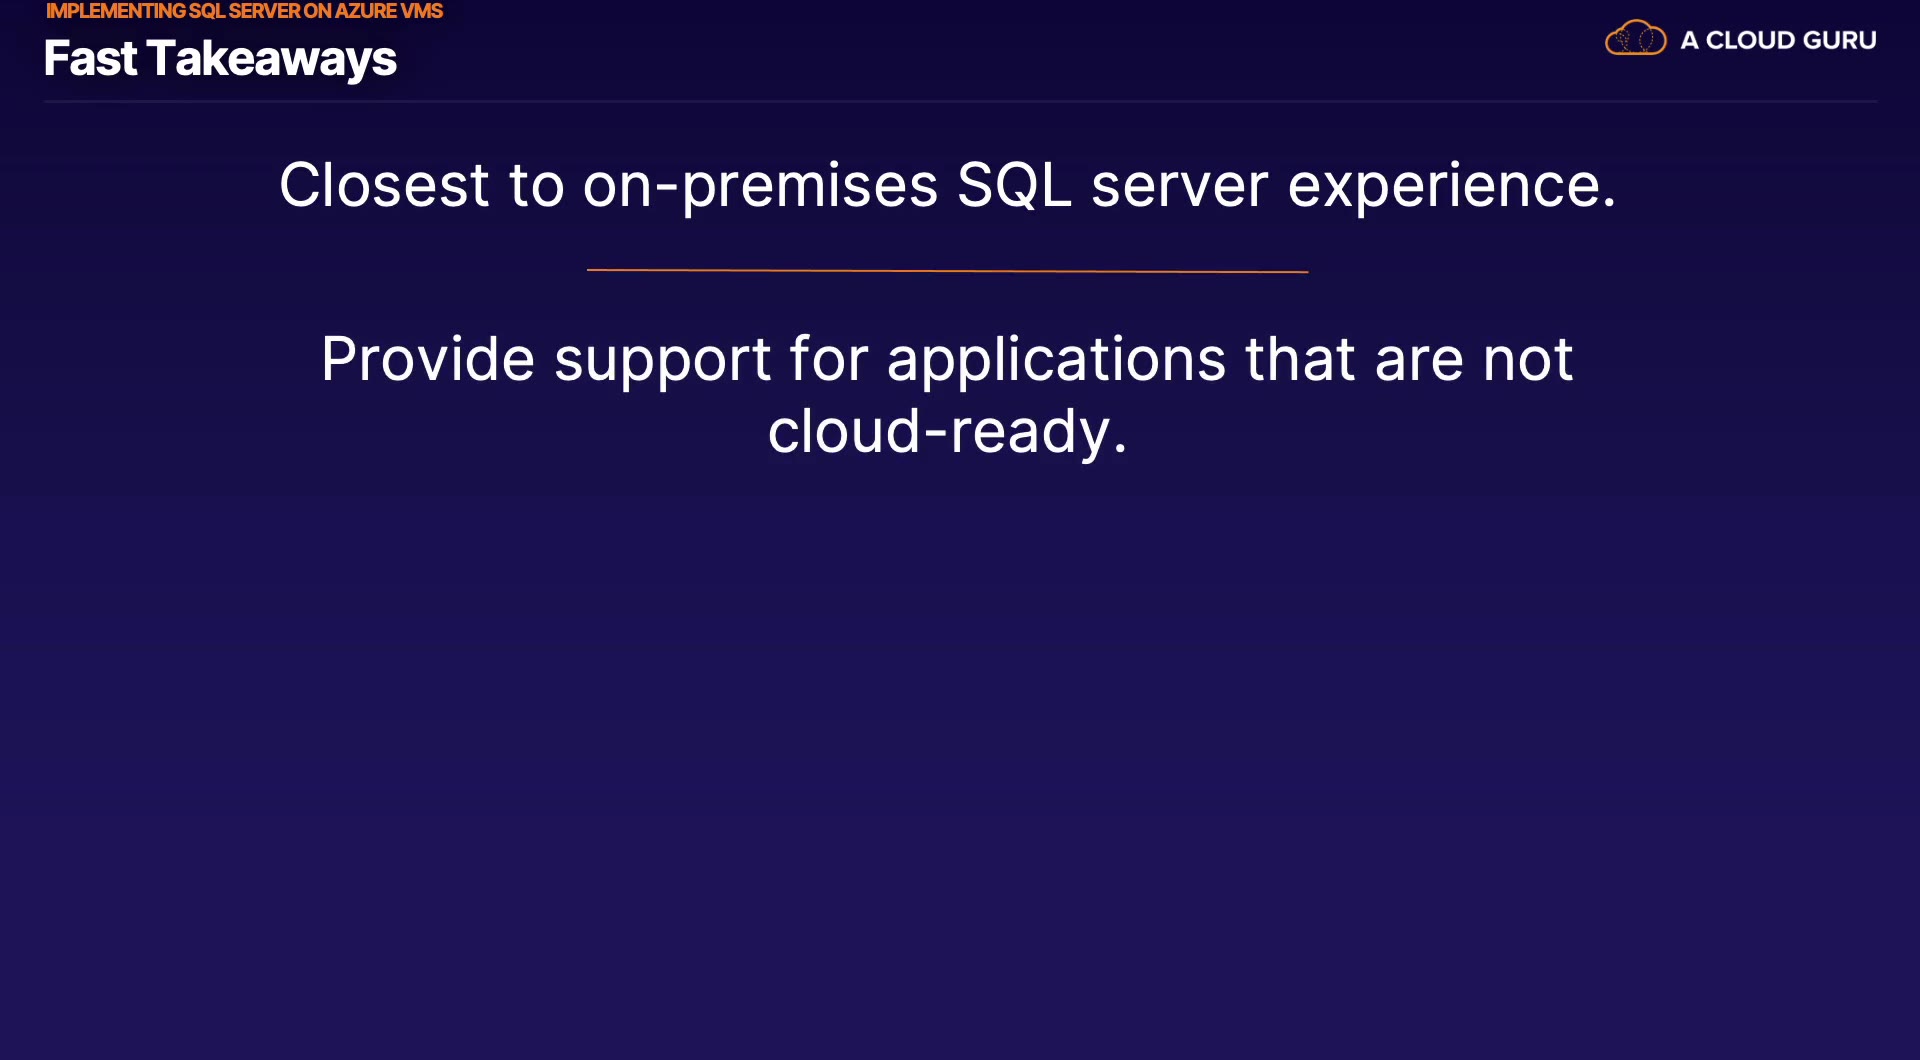 IMPLEMENTING SQL SERVER ON AZURE VMS
Fast Takeaways
A CLOUD GURU
Closest to on-premises SQL server experience.
Provide support for applications that are not
cloud-ready.